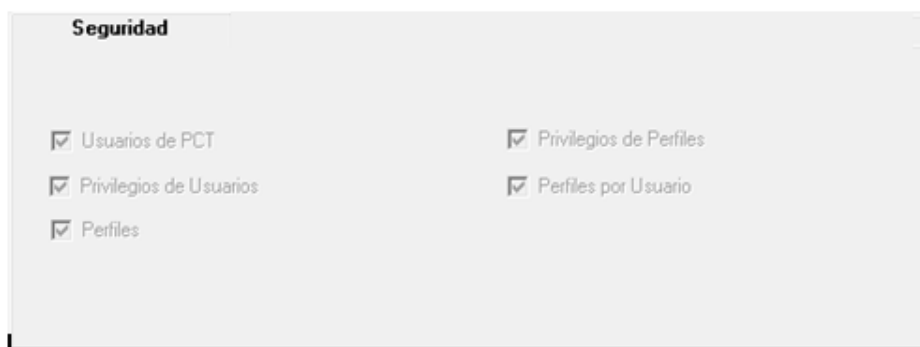 Seguridad
Usuarios de PCT
Privilegios de Perfiles
Privilegios de Usuarios
Perfiles por Usuario
Perfiles